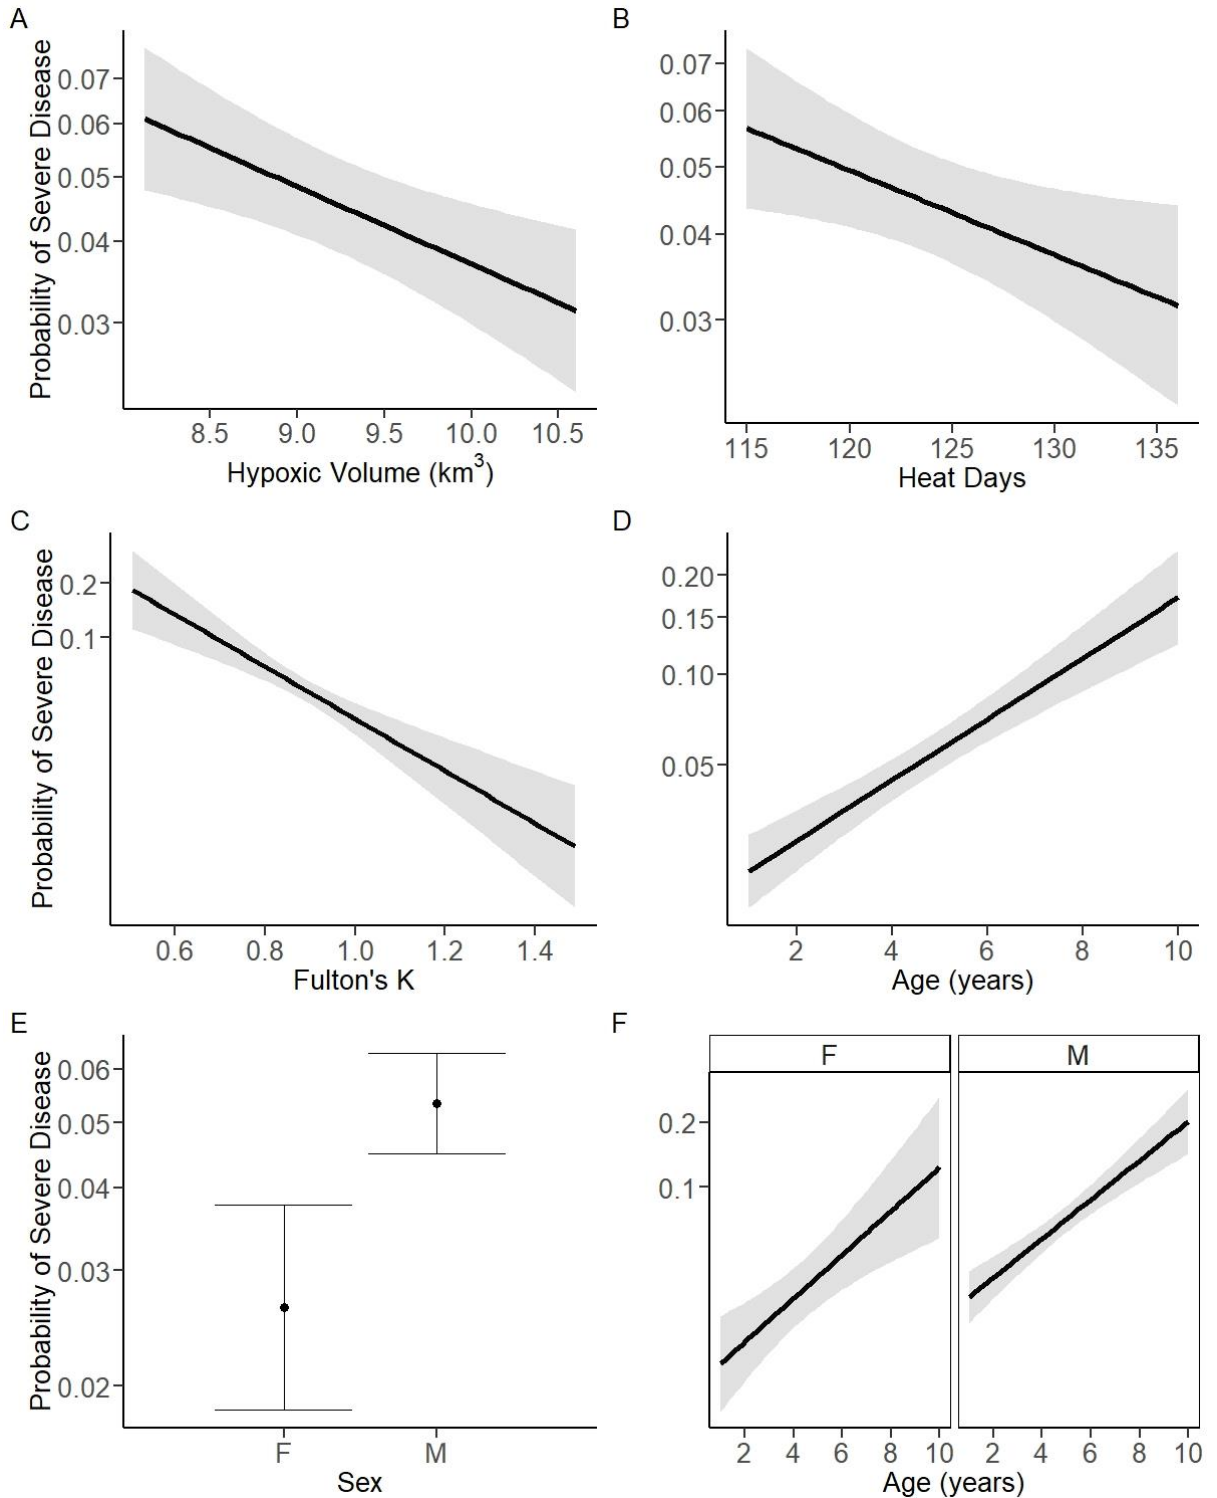 A
Probability of Severe Disease
0.07
0.06
0.05
0.04
0.03
8.5 9.0 9.5 10.0 10.5
Hypoxic Volume (km³)
B
0.07
0.06
0.05
0.04
0.03
115 120 125 130 135
Heat Days
C
Probability of Severe Disease
0.2
0.1
0.6 0.8 1.0 1.2 1.4
Fulton's K
D
0.20
0.15
0.10
0.05
2 4 6 8 10
Age (years)
E
Probability of Severe Disease
0.06
0.05
0.04
0.03
0.02
F M
Sex
F
F M
0.2
0.1
2 4 6 8 10 2 4 6 8 10
Age (years)